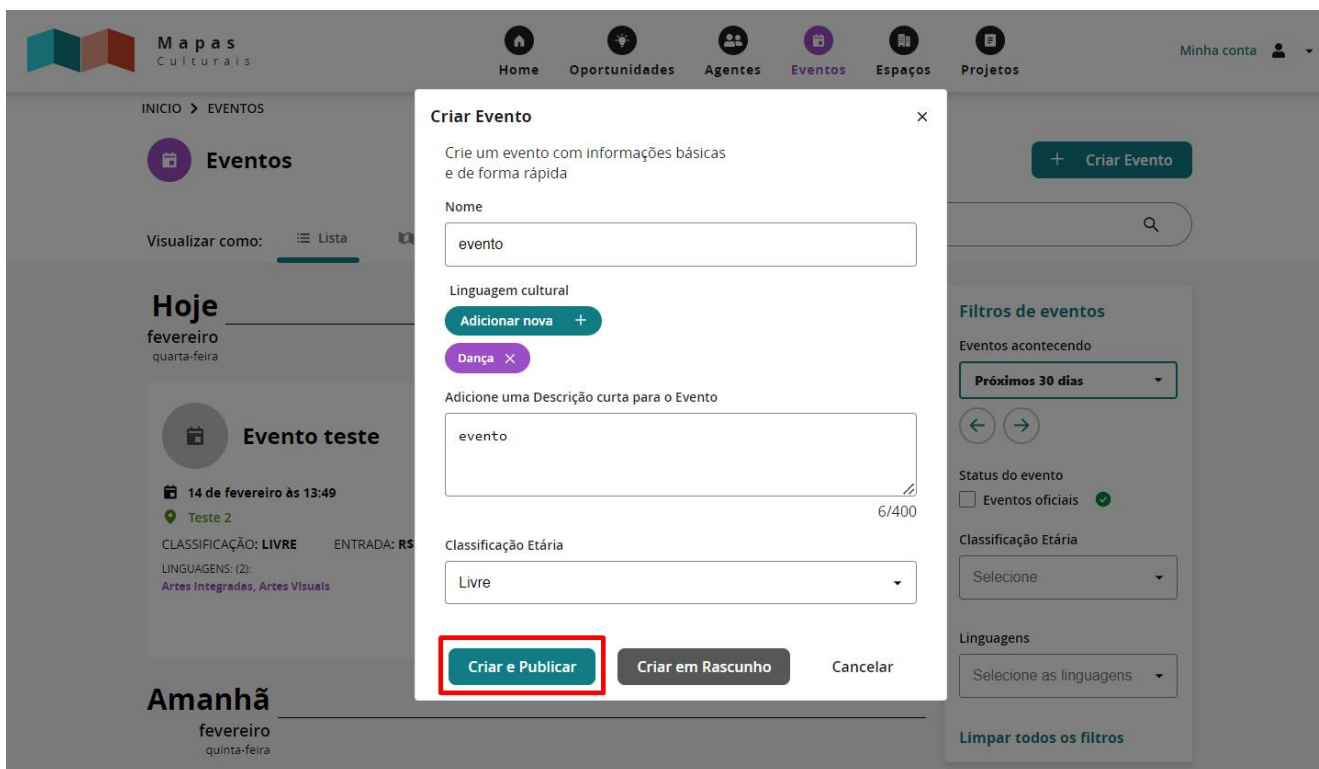 Mapas
Culturais
Home
Oportunidades
Agentes
Eventos
Espaços
Projetos
Minha conta
INICIO > EVENTOS
Eventos
+ Criar Evento
Visualizar como:
Lista
Criar Evento
×
Crie um evento com informações básicas
e de forma rápida
Nome
evento
Linguagem cultural
Adicionar nova +
Dança ×
Adicione uma Descrição curta para o Evento
evento
6/400
Classificação Etária
Livre
Criar e Publicar
Criar em Rascunho
Cancelar
Hoje
fevereiro
quarta-feira
Evento teste
14 de fevereiro às 13:49
Teste 2
CLASSIFICAÇÃO: LIVRE ENTRADA: R$
LINGUAGENS: (2):
Artes Integradas, Artes Visuais
Amanhã
fevereiro
quinta-feira
Filtros de eventos
Eventos acontecendo
Próximos 30 dias
Status do evento
Eventos oficiais
Classificação Etária
Selecione
Linguagens
Selecione as linguagens
Limpar todos os filtros